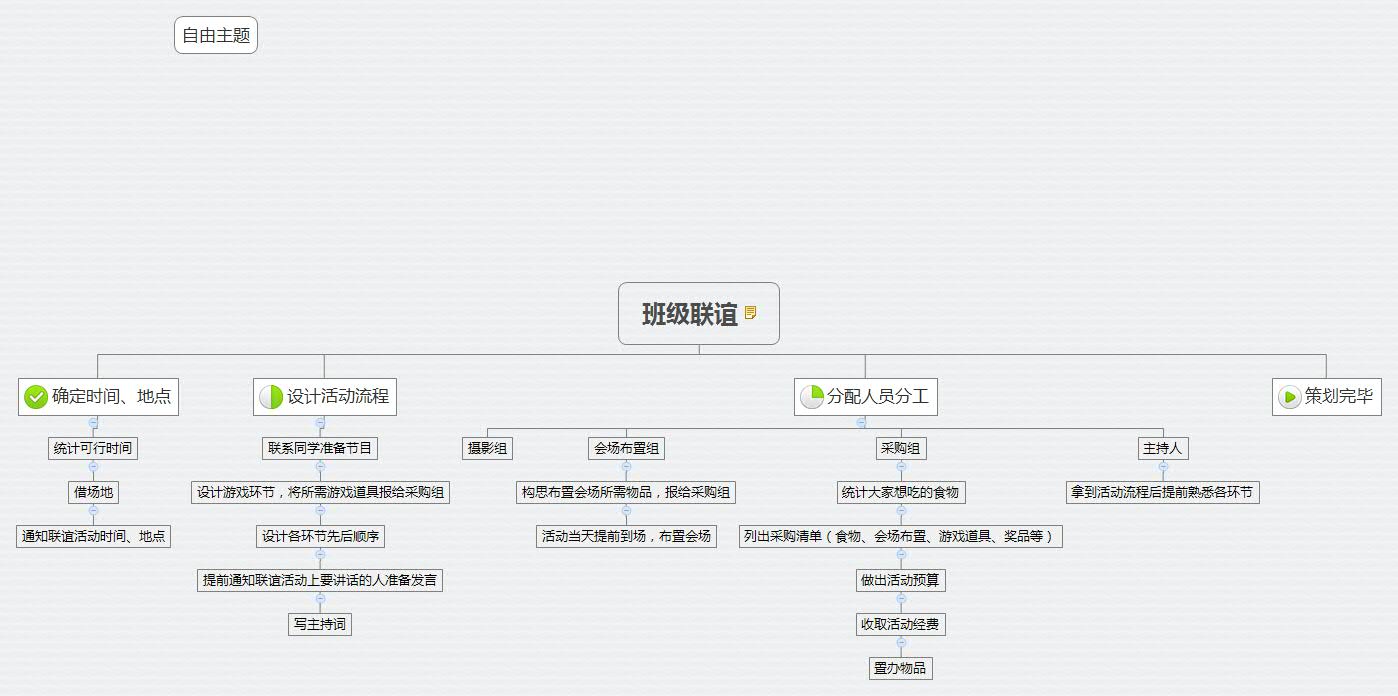 自由主题
班级联谊
确定时间、地点
设计活动流程
分配人员分工
策划完毕
统计可行时间
联系同学准备节目
摄影组
会场布置组
采购组
主持人
借场地
设计游戏环节，将所需游戏道具报给采购组
构思布置会场所需物品，报给采购组
统计大家想吃的食物
拿到活动流程后提前熟悉各环节
通知联谊活动时间、地点
设计各环节先后顺序
活动当天提前到场，布置会场
列出采购清单（食物、会场布置、游戏道具、奖品等）
提前通知联谊活动上要讲话的人准备发言
做出活动预算
写主持词
收取活动经费
置办物品